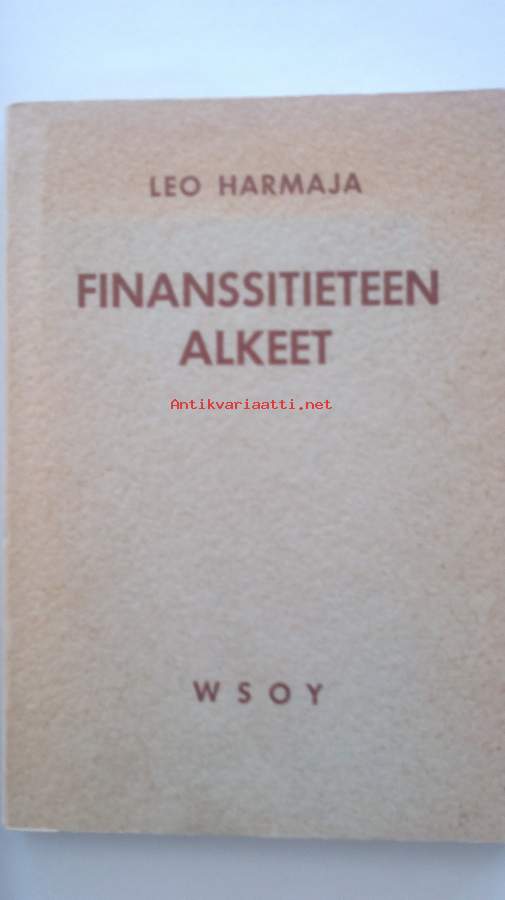 LEO HARMAJA
FINANSSITIETEEN
ALKEET
Antikvariaatti.net
WSOY